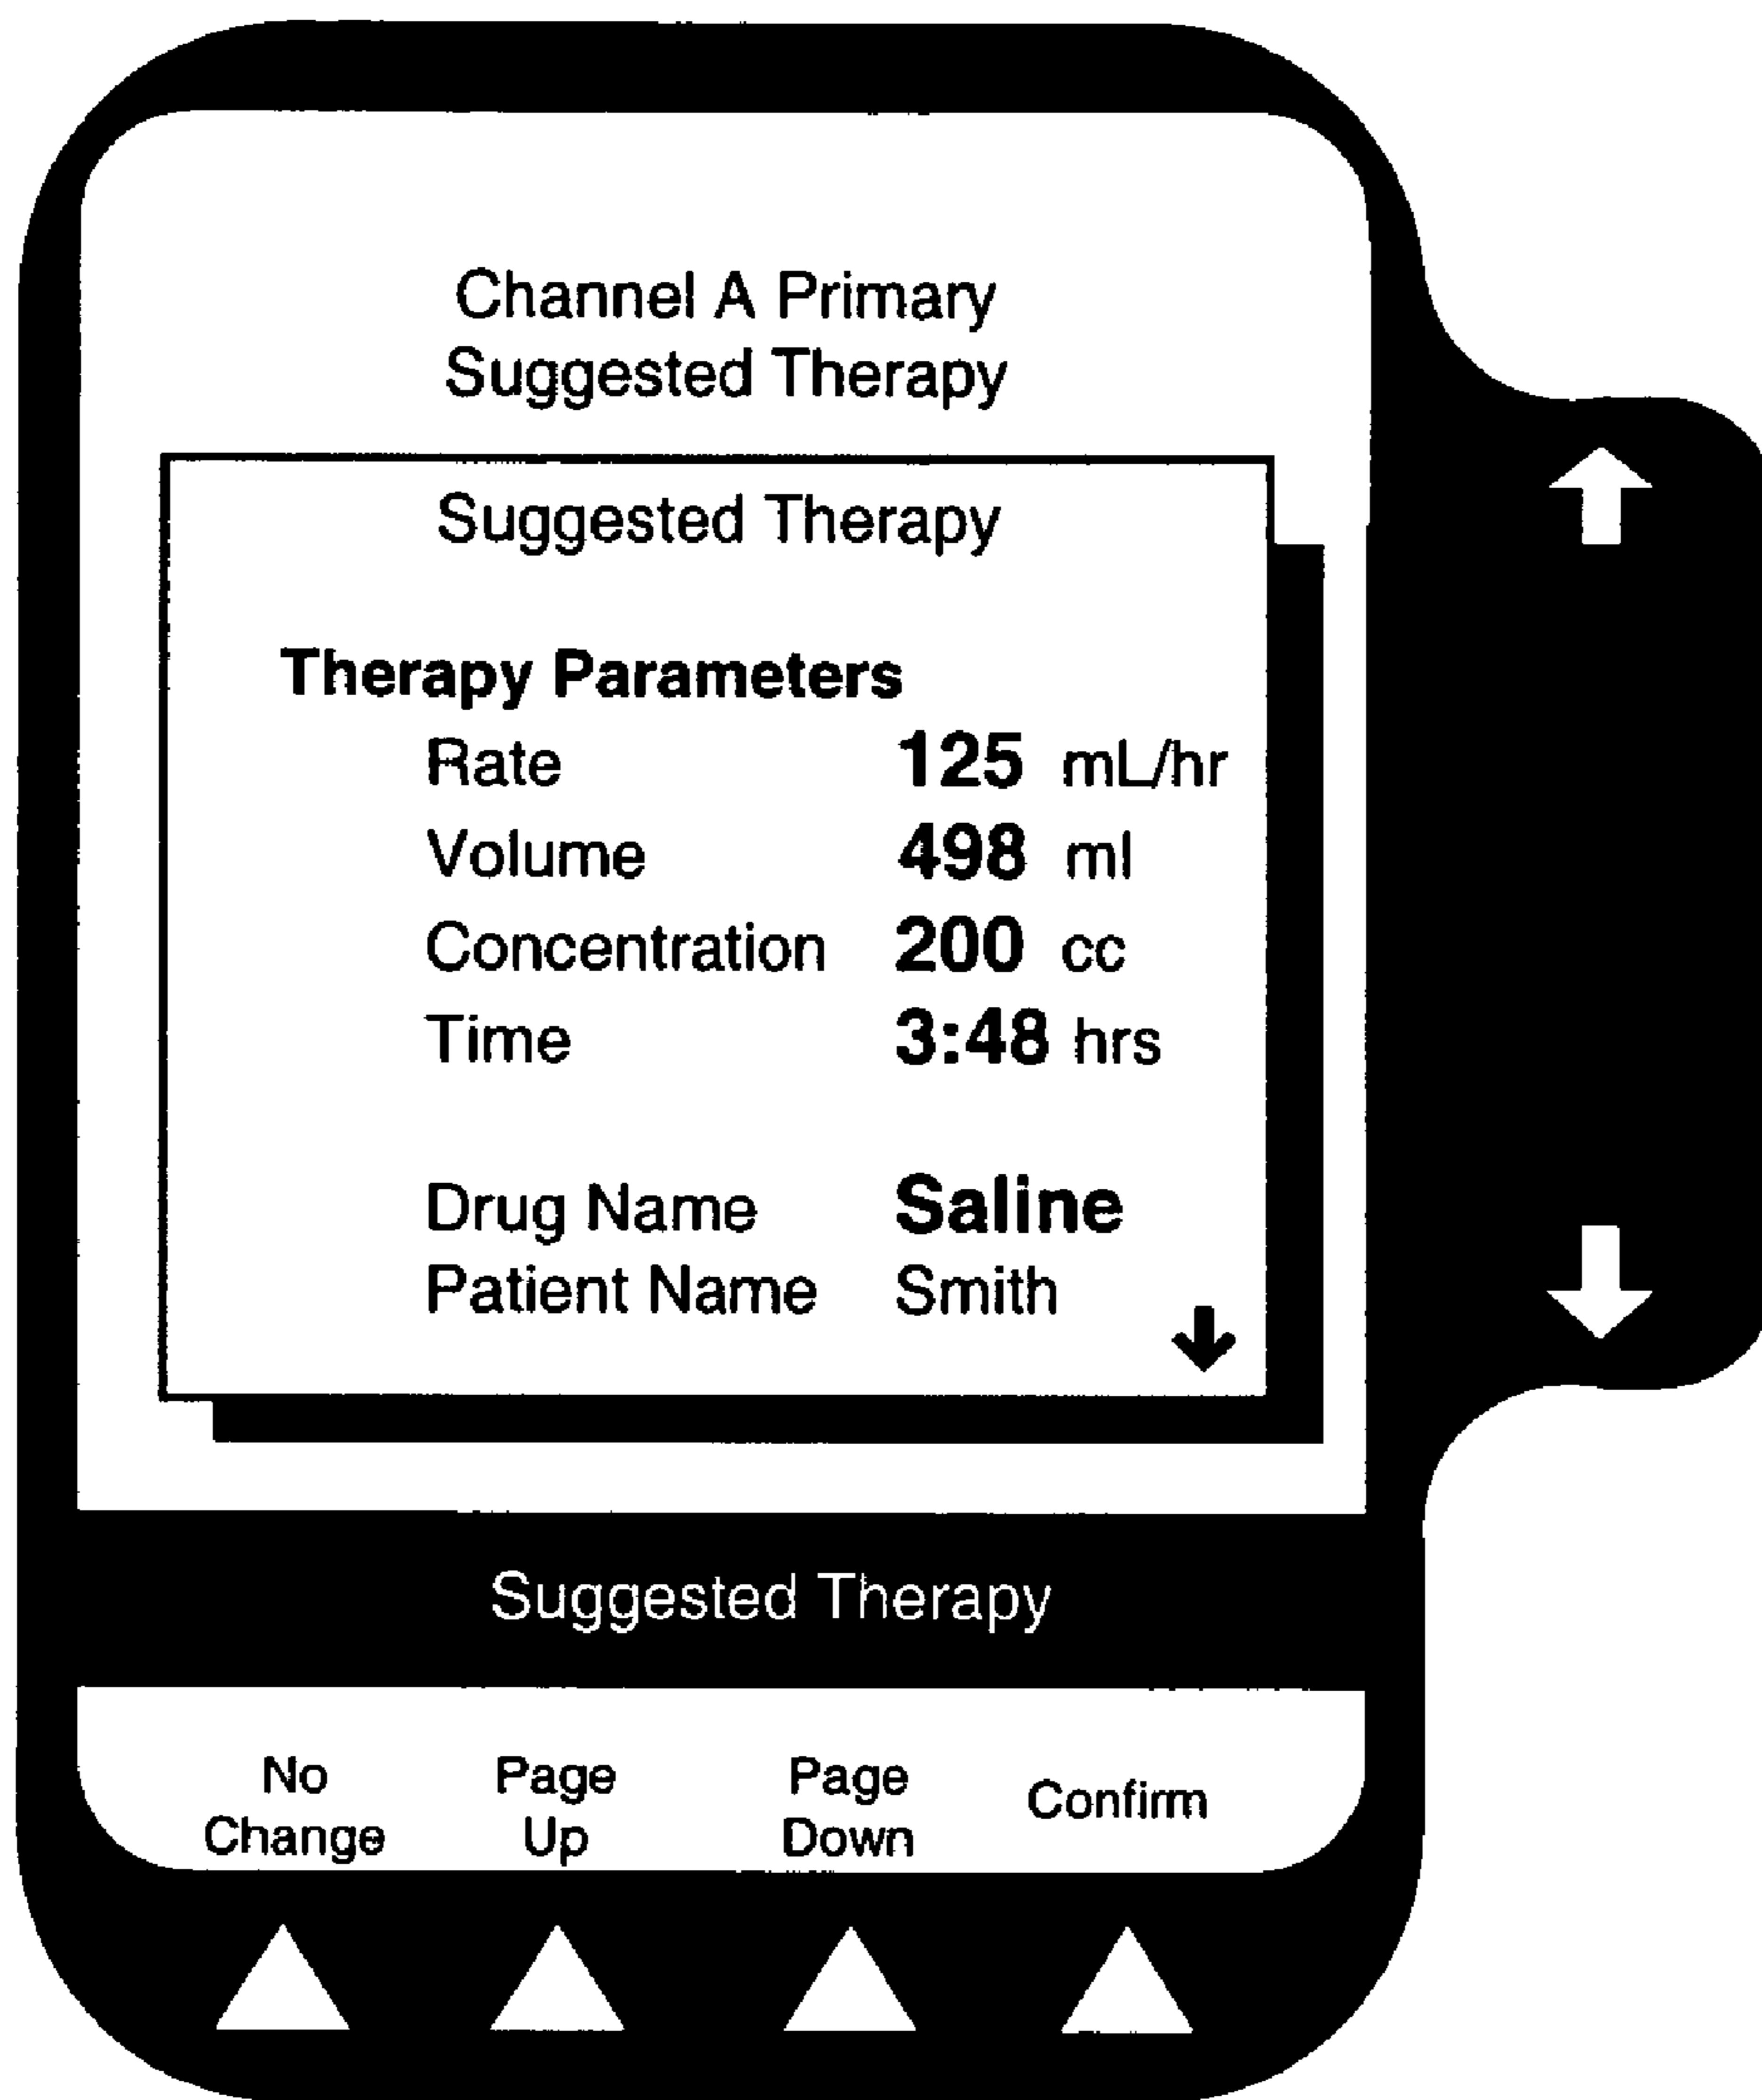 Channel A Primary
Suggested Therapy
Suggested Therapy
Therapy Parameters
Rate 125 mL/hr
Volume 498 ml
Concentration 200 cc
Time 3:48 hrs
Drug Name Saline
Patient Name Smith
Suggested Therapy
No Change
Page Up
Page Down
Confirm